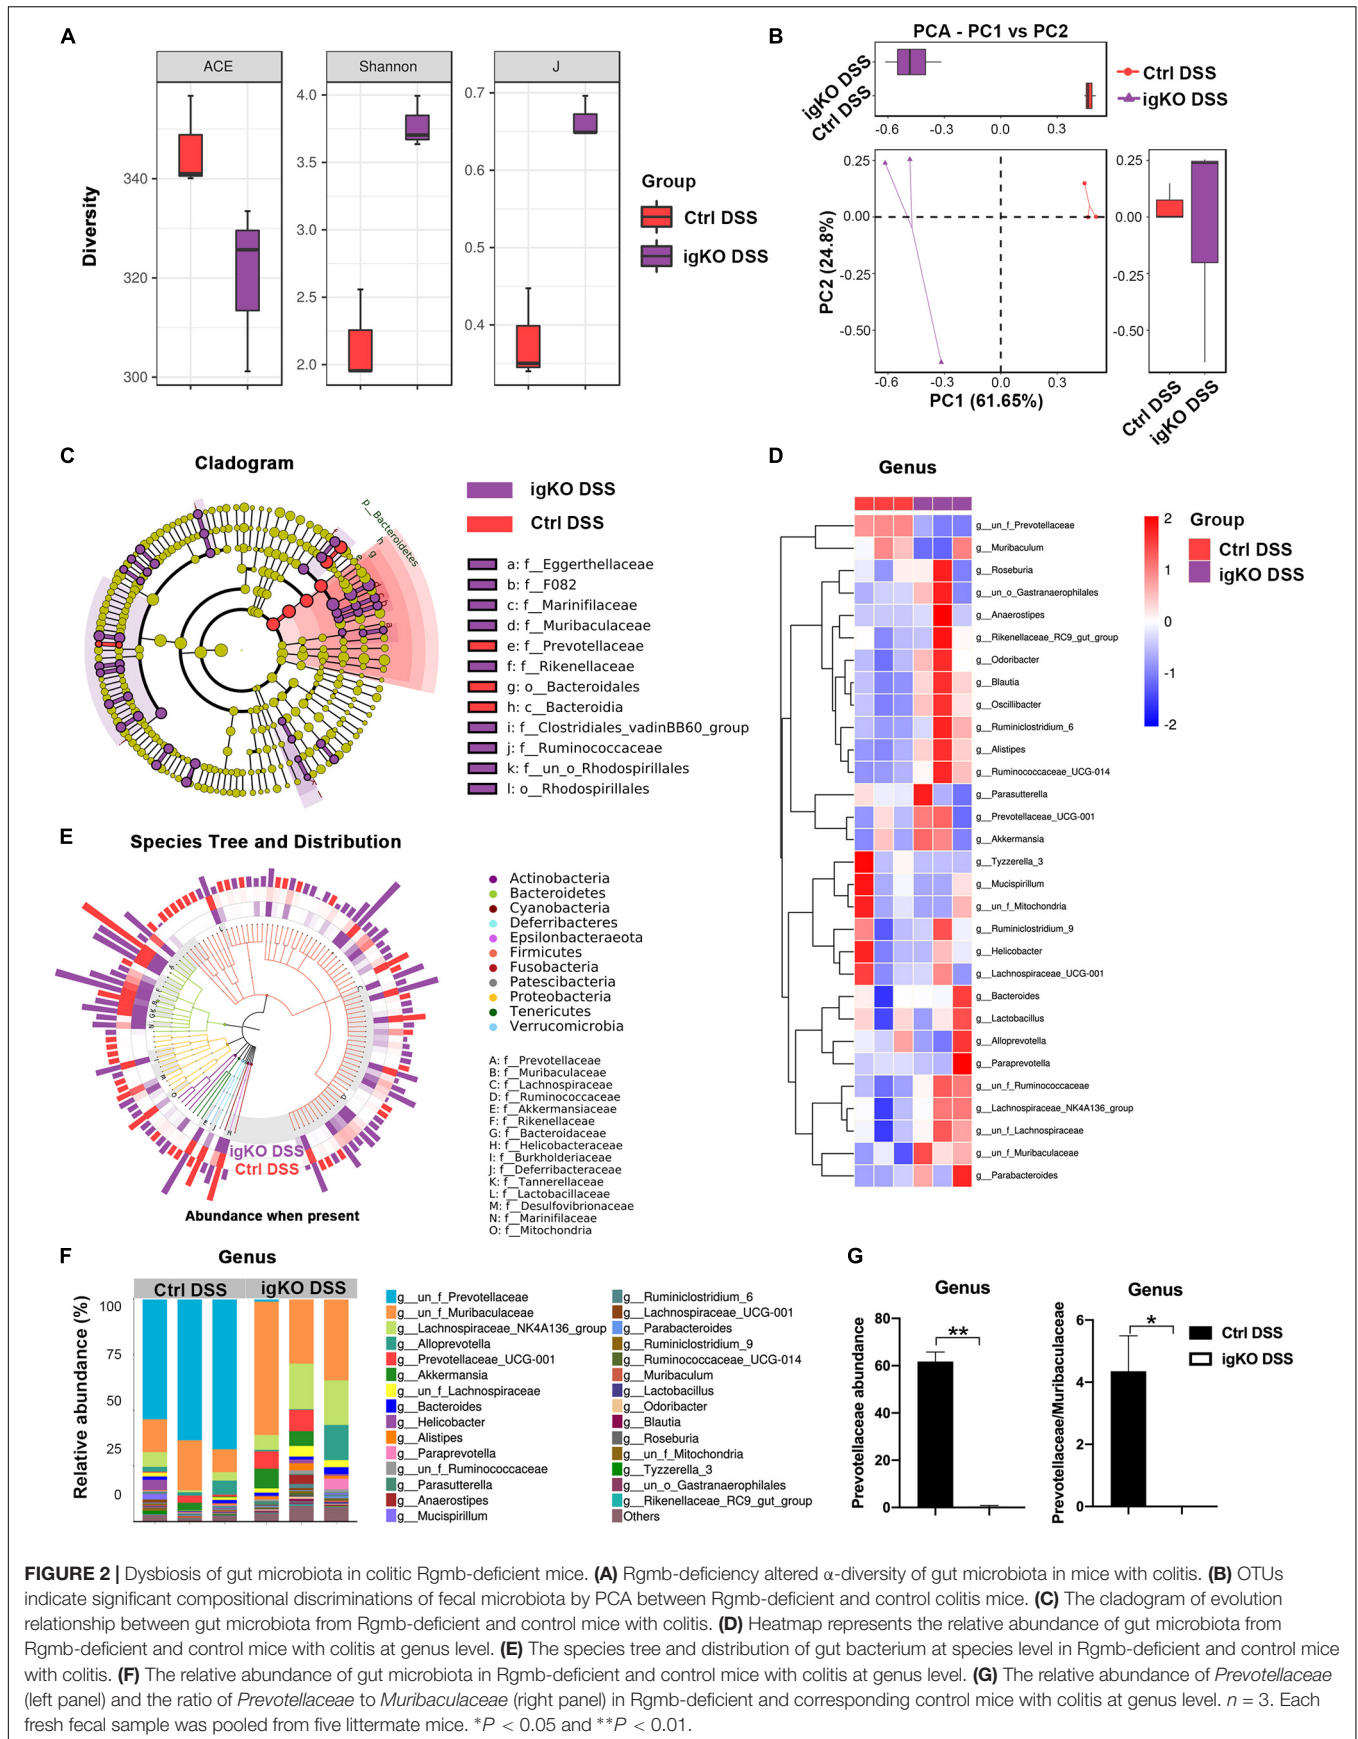 A
ACE
Shannon
J
Diversity
340
320
300
4.0
3.5
3.0
2.5
2.0
0.7
0.6
0.5
0.4
Group
Ctrl DSS
igKO DSS
B
PCA - PC1 vs PC2
igKO DSS
Ctrl DSS
-0.6
-0.3
0.0
0.3
Ctrl DSS
igKO DSS
PC2 (24.8%)
0.25
0.00
-0.25
-0.50
-0.6
-0.3
0.0
0.3
PC1 (61.65%)
0.25
0.00
-0.25
-0.50
Ctrl DSS
igKO DSS
C
Cladogram
p__Bacteroidetes
h
g
e
igKO DSS
Ctrl DSS
a: f__Eggerthellaceae
b: f__F082
c: f__Marinifilaceae
d: f__Muribaculaceae
e: f__Prevotellaceae
f: f__Rikenellaceae
g: o__Bacteroidales
h: c__Bacteroidia
i: f__Clostridiales_vadinBB60_group
j: f__Ruminococcaceae
k: f__un_o_Rhodospirillales
l: o__Rhodospirillales
D
Genus
g__un_f_Prevotellaceae
g__Muribaculum
g__Roseburia
g__un_o_Gastranaerophilales
g__Anaerostipes
g__Rikenellaceae_RC9_gut_group
g__Odoribacter
g__Blautia
g__Oscillibacter
g__Ruminiclostridium_6
g__Alistipes
g__Ruminococcaceae_UCG-014
g__Parasutterella
g__Prevotellaceae_UCG-001
g__Akkermansia
g__Tyzzerella_3
g__Mucispirillum
g__un_f_Mitochondria
g__Ruminiclostridium_9
g__Helicobacter
g__Lachnospiraceae_UCG-001
g__Bacteroides
g__Lactobacillus
g__Alloprevotella
g__Paraprevotella
g__un_f_Ruminococcaceae
g__Lachnospiraceae_NK4A136_group
g__un_f_Lachnospiraceae
g__un_f_Muribaculaceae
g__Parabacteroides
2
1
0
-1
-2
Group
Ctrl DSS
igKO DSS
E
Species Tree and Distribution
igKO DSS
Ctrl DSS
Abundance when present
Actinobacteria
Bacteroidetes
Cyanobacteria
Deferribacteres
Epsilonbacteraeota
Firmicutes
Fusobacteria
Patescibacteria
Proteobacteria
Tenericutes
Verrucomicrobia
A: f__Prevotellaceae
B: f__Muribaculaceae
C: f__Lachnospiraceae
D: f__Ruminococcaceae
E: f__Akkermansiaceae
F: f__Rikenellaceae
G: f__Bacteroidaceae
H: f__Helicobacteraceae
I: f__Burkholderiaceae
J: f__Deferribacteraceae
K: f__Tannerellaceae
L: f__Lactobacillaceae
M: f__Desulfovibrionaceae
N: f__Marinifilaceae
O: f__Mitochondria
F
Genus
Ctrl DSS
igKO DSS
Relative abundance (%)
100
75
50
25
0
g__un_f_Prevotellaceae
g__un_f_Muribaculaceae
g__Lachnospiraceae_NK4A136_group
g__Alloprevotella
g__Prevotellaceae_UCG-001
g__Akkermansia
g__un_f_Lachnospiraceae
g__Bacteroides
g__Helicobacter
g__Alistipes
g__Paraprevotella
g__un_f_Ruminococcaceae
g__Parasutterella
g__Anaerostipes
g__Mucispirillum
g__Ruminiclostridium_6
g__Lachnospiraceae_UCG-001
g__Parabacteroides
g__Ruminiclostridium_9
g__Ruminococcaceae_UCG-014
g__Muribaculum
g__Lactobacillus
g__Odoribacter
g__Blautia
g__Roseburia
g__un_f_Mitochondria
g__Tyzzerella_3
g__un_o_Gastranaerophilales
g__Rikenellaceae_RC9_gut_group
Others
G
Genus
Prevotellaceae abundance
80
60
40
20
0
**
Genus
Prevotellaceae/Muribaculaceae
6
4
2
0
*
Ctrl DSS
igKO DSS
FIGURE 2 | Dysbiosis of gut microbiota in colitic Rgmb-deficient mice. (A) Rgmb-deficiency altered α-diversity of gut microbiota in mice with colitis. (B) OTUs
indicate significant compositional discriminations of fecal microbiota by PCA between Rgmb-deficient and control colitis mice. (C) The cladogram of evolution
relationship between gut microbiota from Rgmb-deficient and control mice with colitis. (D) Heatmap represents the relative abundance of gut microbiota from
Rgmb-deficient and control mice with colitis at genus level. (E) The species tree and distribution of gut bacterium at species level in Rgmb-deficient and control mice
with colitis. (F) The relative abundance of gut microbiota in Rgmb-deficient and control mice with colitis at genus level. (G) The relative abundance of Prevotellaceae
(left panel) and the ratio of Prevotellaceae to Muribaculaceae (right panel) in Rgmb-deficient and corresponding control mice with colitis at genus level. n = 3. Each
fresh fecal sample was pooled from five littermate mice. *P < 0.05 and **P < 0.01.